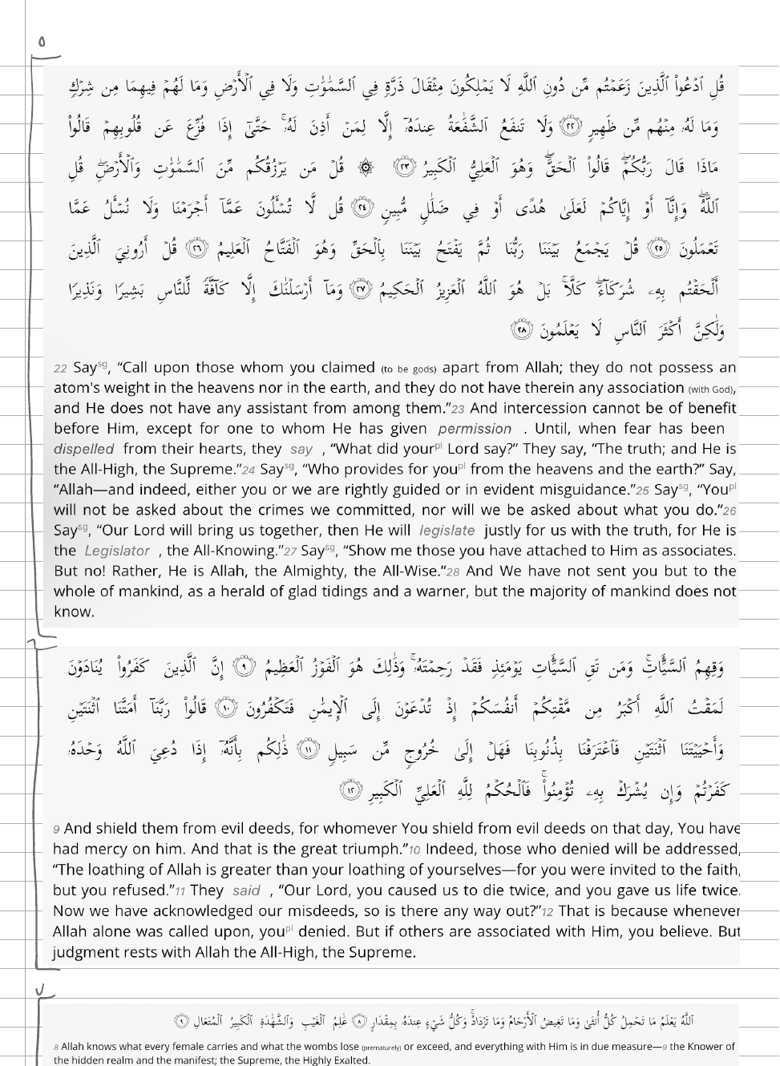 ٥
قُلِ ٱدْعُوا۟ ٱلَّذِينَ زَعَمْتُم مِّن دُونِ ٱللَّهِ لَا يَمْلِكُونَ مِثْقَالَ ذَرَّةٍ فِي ٱلسَّمَٰوَٰتِ وَلَا فِي ٱلْأَرْضِ وَمَا لَهُمْ فِيهِمَا مِن شِرْكٍ
وَمَا لَهُۥ مِنْهُم مِّن ظَهِيرٍ ٢٢ وَلَا تَنفَعُ ٱلشَّفَٰعَةُ عِندَهُۥٓ إِلَّا لِمَنْ أَذِنَ لَهُۥ ۚ حَتَّىٰٓ إِذَا فُزِّعَ عَن قُلُوبِهِمْ قَالُوا۟
مَاذَا قَالَ رَبُّكُمْ ۖ قَالُوا۟ ٱلْحَقَّ ۖ وَهُوَ ٱلْعَلِيُّ ٱلْكَبِيرُ ٢٣ ۞ قُلْ مَن يَرْزُقُكُم مِّنَ ٱلسَّمَٰوَٰتِ وَٱلْأَرْضِ ۖ قُلِ
ٱللَّهُ ۖ وَإِنَّآ أَوْ إِيَّاكُمْ لَعَلَىٰ هُدًى أَوْ فِي ضَلَٰلٍ مُّبِينٍ ٢٤ قُل لَّا تُسْـَٔلُونَ عَمَّآ أَجْرَمْنَا وَلَا نُسْـَٔلُ عَمَّا
تَعْمَلُونَ ٢٥ قُلْ يَجْمَعُ بَيْنَنَا رَبُّنَا ثُمَّ يَفْتَحُ بَيْنَنَا بِٱلْحَقِّ وَهُوَ ٱلْفَتَّاحُ ٱلْعَلِيمُ ٢٦ قُلْ أَرُونِيَ ٱلَّذِينَ
أَلْحَقْتُم بِهِۦ شُرَكَآءَ ۖ كَلَّا ۚ بَلْ هُوَ ٱللَّهُ ٱلْعَزِيزُ ٱلْحَكِيمُ ٢٧ وَمَآ أَرْسَلْنَٰكَ إِلَّا كَآفَّةً لِّلنَّاسِ بَشِيرًا وَنَذِيرًا
وَلَٰكِنَّ أَكْثَرَ ٱلنَّاسِ لَا يَعْلَمُونَ ٢٨
22 Say^sg, “Call upon those whom you claimed (to be gods) apart from Allah; they do not possess an
atom's weight in the heavens nor in the earth, and they do not have therein any association (with God),
and He does not have any assistant from among them.”23 And intercession cannot be of benefit
before Him, except for one to whom He has given permission . Until, when fear has been
dispelled from their hearts, they say , “What did your^pl Lord say?” They say, “The truth; and He is
the All-High, the Supreme.”24 Say^sg, “Who provides for you^pl from the heavens and the earth?” Say,
“Allah—and indeed, either you or we are rightly guided or in evident misguidance.”25 Say^sg, “You^pl
will not be asked about the crimes we committed, nor will we be asked about what you do.”26
Say^sg, “Our Lord will bring us together, then He will legislate justly for us with the truth, for He is
the Legislator , the All-Knowing.”27 Say^sg, “Show me those you have attached to Him as associates.
But no! Rather, He is Allah, the Almighty, the All-Wise.”28 And We have not sent you but to the
whole of mankind, as a herald of glad tidings and a warner, but the majority of mankind does not
know.
٦
وَقِهِمُ ٱلسَّيِّـَٔاتِ ۚ وَمَن تَقِ ٱلسَّيِّـَٔاتِ يَوْمَئِذٍ فَقَدْ رَحِمْتَهُۥ ۚ وَذَٰلِكَ هُوَ ٱلْفَوْزُ ٱلْعَظِيمُ ٩ إِنَّ ٱلَّذِينَ كَفَرُوا۟ يُنَادَوْنَ
لَمَقْتُ ٱللَّهِ أَكْبَرُ مِن مَّقْتِكُمْ أَنفُسَكُمْ إِذْ تُدْعَوْنَ إِلَى ٱلْإِيمَٰنِ فَتَكْفُرُونَ ١٠ قَالُوا۟ رَبَّنَآ أَمَتَّنَا ٱثْنَتَيْنِ
وَأَحْيَيْتَنَا ٱثْنَتَيْنِ فَٱعْتَرَفْنَا بِذُنُوبِنَا فَهَلْ إِلَىٰ خُرُوجٍ مِّن سَبِيلٍ ١١ ذَٰلِكُم بِأَنَّهُۥٓ إِذَا دُعِيَ ٱللَّهُ وَحْدَهُۥ
كَفَرْتُمْ وَإِن يُشْرَكْ بِهِۦ تُؤْمِنُوا۟ ۚ فَٱلْحُكْمُ لِلَّهِ ٱلْعَلِيِّ ٱلْكَبِيرِ ١٢
9 And shield them from evil deeds, for whomever You shield from evil deeds on that day, You have
had mercy on him. And that is the great triumph.”10 Indeed, those who denied will be addressed,
“The loathing of Allah is greater than your loathing of yourselves—for you were invited to the faith,
but you refused.”11 They said , “Our Lord, you caused us to die twice, and you gave us life twice.
Now we have acknowledged our misdeeds, so is there any way out?”12 That is because whenever
Allah alone was called upon, you^pl denied. But if others are associated with Him, you believe. But
judgment rests with Allah the All-High, the Supreme.
٧
ٱللَّهُ يَعْلَمُ مَا تَحْمِلُ كُلُّ أُنثَىٰ وَمَا تَغِيضُ ٱلْأَرْحَامُ وَمَا تَزْدَادُ ۖ وَكُلُّ شَيْءٍ عِندَهُۥ بِمِقْدَارٍ ٨ عَٰلِمُ ٱلْغَيْبِ وَٱلشَّهَٰدَةِ ٱلْكَبِيرُ ٱلْمُتَعَالِ ٩
8 Allah knows what every female carries and what the wombs lose (prematurely) or exceed, and everything with Him is in due measure—9 the Knower of
the hidden realm and the manifest; the Supreme, the Highly Exalted.